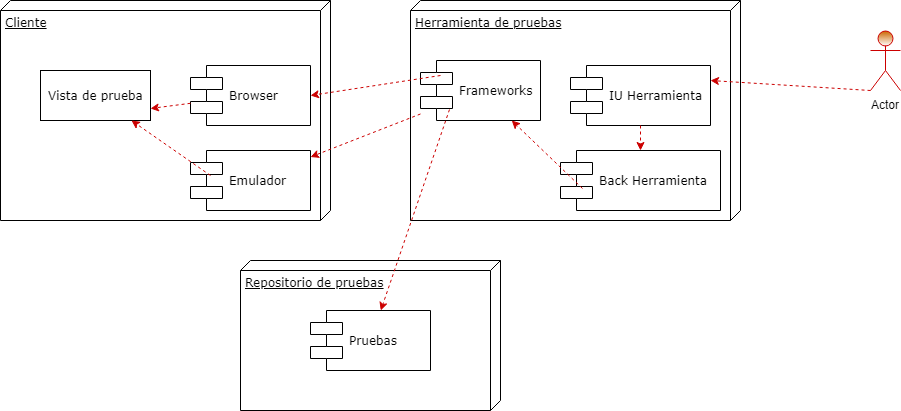 Cliente
Vista de prueba
Browser
Emulador
Herramienta de pruebas
Frameworks
IU Herramienta
Back Herramienta
Actor
Repositorio de pruebas
Pruebas